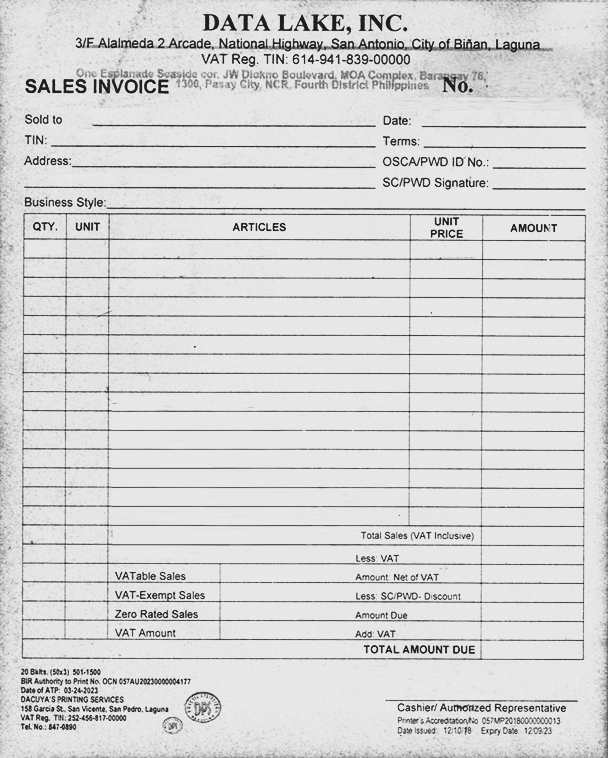 DATA LAKE, INC.
3/F Alalmeda 2 Arcade, National Highway, San Antonio, City of Biñan, Laguna
VAT Reg. TIN: 614-941-839-00000
One Esplanade Seaside cor. JW Diokno Boulevard, MOA Complex, Barangay 76,
1300, Pasay City, NCR, Fourth District Philippines
SALES INVOICE No.
Sold to Date:
TIN: Terms:
Address: OSCA/PWD ID No.:
SC/PWD Signature:
Business Style:
QTY. UNIT ARTICLES UNIT PRICE AMOUNT
Total Sales (VAT Inclusive)
Less: VAT
VATable Sales Amount: Net of VAT
VAT-Exempt Sales Less: SC/PWD- Discount
Zero Rated Sales Amount Due
VAT Amount Add: VAT
TOTAL AMOUNT DUE
20 Bklts. (50x3) 501-1500
BIR Authority to Print No. OCN 057AU20230000004177
Date of ATP: 03-24-2023
DACUYA'S PRINTING SERVICES
158 Garcia St., San Vicente, San Pedro, Laguna
VAT Reg. TIN: 252-456-817-00000
Tel. No.: 847-0890
DPS
DPS
Cashier/ Authorized Representative
Printer's Accreditation No 057MP20180000000013
Date Issued: 12/10/18 Expiry Date 12/09/23